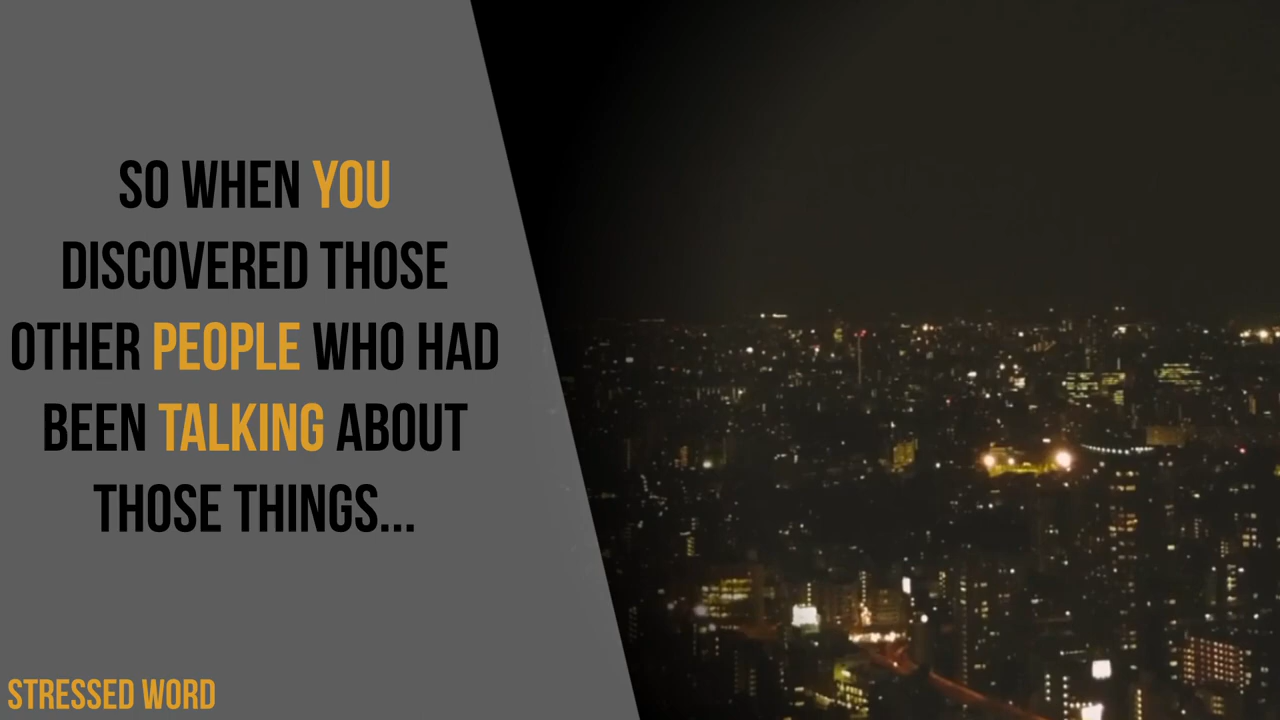 SO WHEN YOU
DISCOVERED THOSE
OTHER PEOPLE WHO HAD
BEEN TALKING ABOUT
THOSE THINGS...
STRESSED WORD